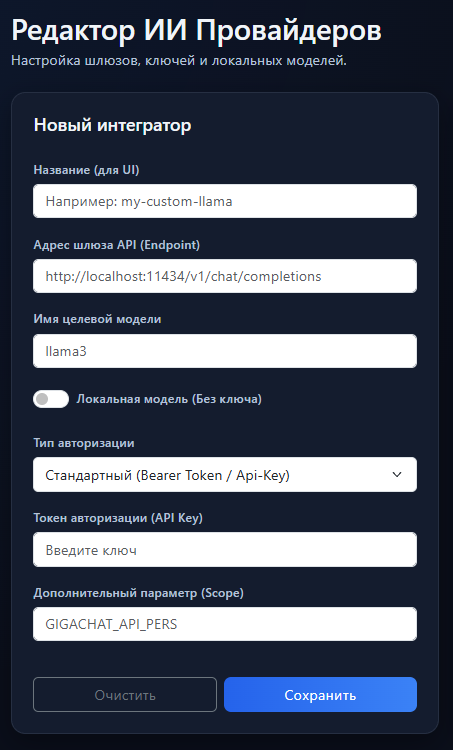 Редактор ИИ Провайдеров
Настройка шлюзов, ключей и локальных моделей.
Новый интегратор
Название (для UI)
Например: my-custom-llama
Адрес шлюза API (Endpoint)
http://localhost:11434/v1/chat/completions
Имя целевой модели
llama3
Локальная модель (Без ключа)
Тип авторизации
Стандартный (Bearer Token / Api-Key)
Токен авторизации (API Key)
Введите ключ
Дополнительный параметр (Scope)
GIGACHAT_API_PERS
Очистить
Сохранить